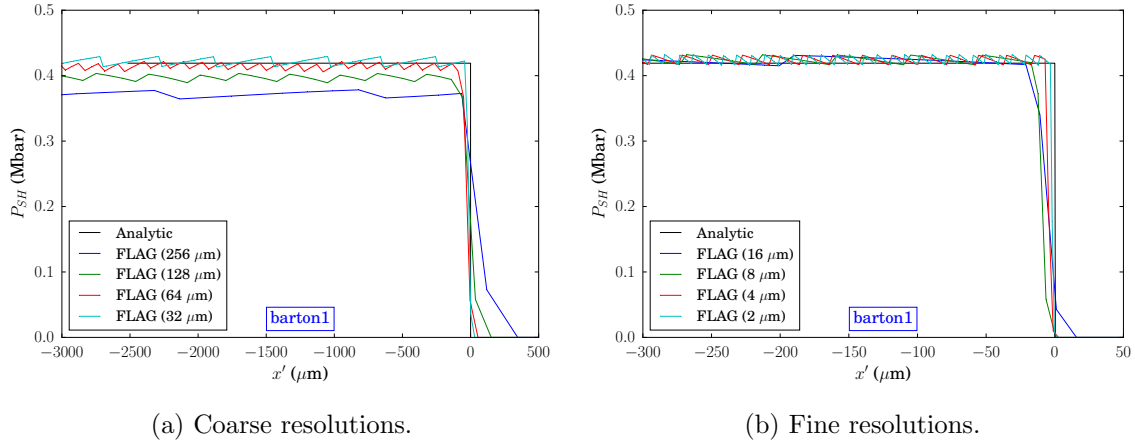 0.5
0.4
0.3
0.2
0.1
0.0
P_SH (Mbar)
Analytic
FLAG (256 μm)
FLAG (128 μm)
FLAG (64 μm)
FLAG (32 μm)
barton1
−3000 −2500 −2000 −1500 −1000 −500 0 500
x′ (μm)
(a) Coarse resolutions.
0.5
0.4
0.3
0.2
0.1
0.0
P_SH (Mbar)
Analytic
FLAG (16 μm)
FLAG (8 μm)
FLAG (4 μm)
FLAG (2 μm)
barton1
−300 −250 −200 −150 −100 −50 0 50
x′ (μm)
(b) Fine resolutions.